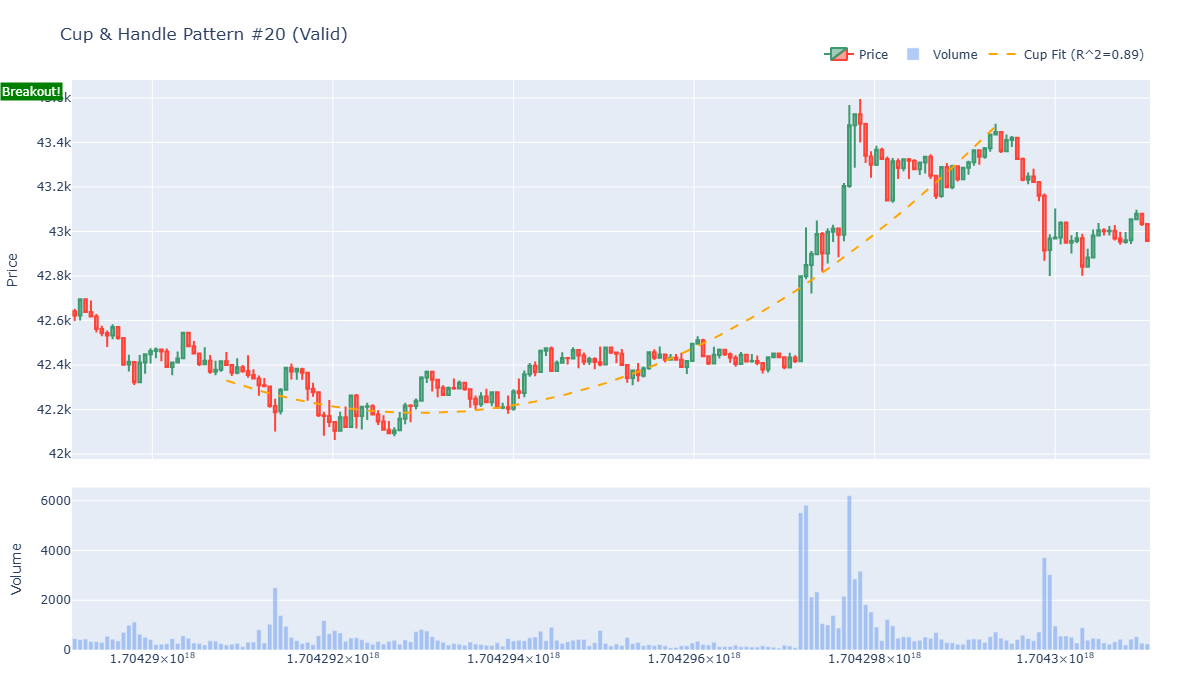 Cup & Handle Pattern #20 (Valid)
Price
Volume
Cup Fit (R^2=0.89)
Breakout!
43.4k
43.2k
43k
42.8k
42.6k
42.4k
42.2k
42k
Price
6000
4000
2000
0
Volume
1.704429×10¹⁸ 1.704292×10¹⁸ 1.704294×10¹⁸ 1.704296×10¹⁸ 1.704298×10¹⁸ 1.7043×10¹⁸